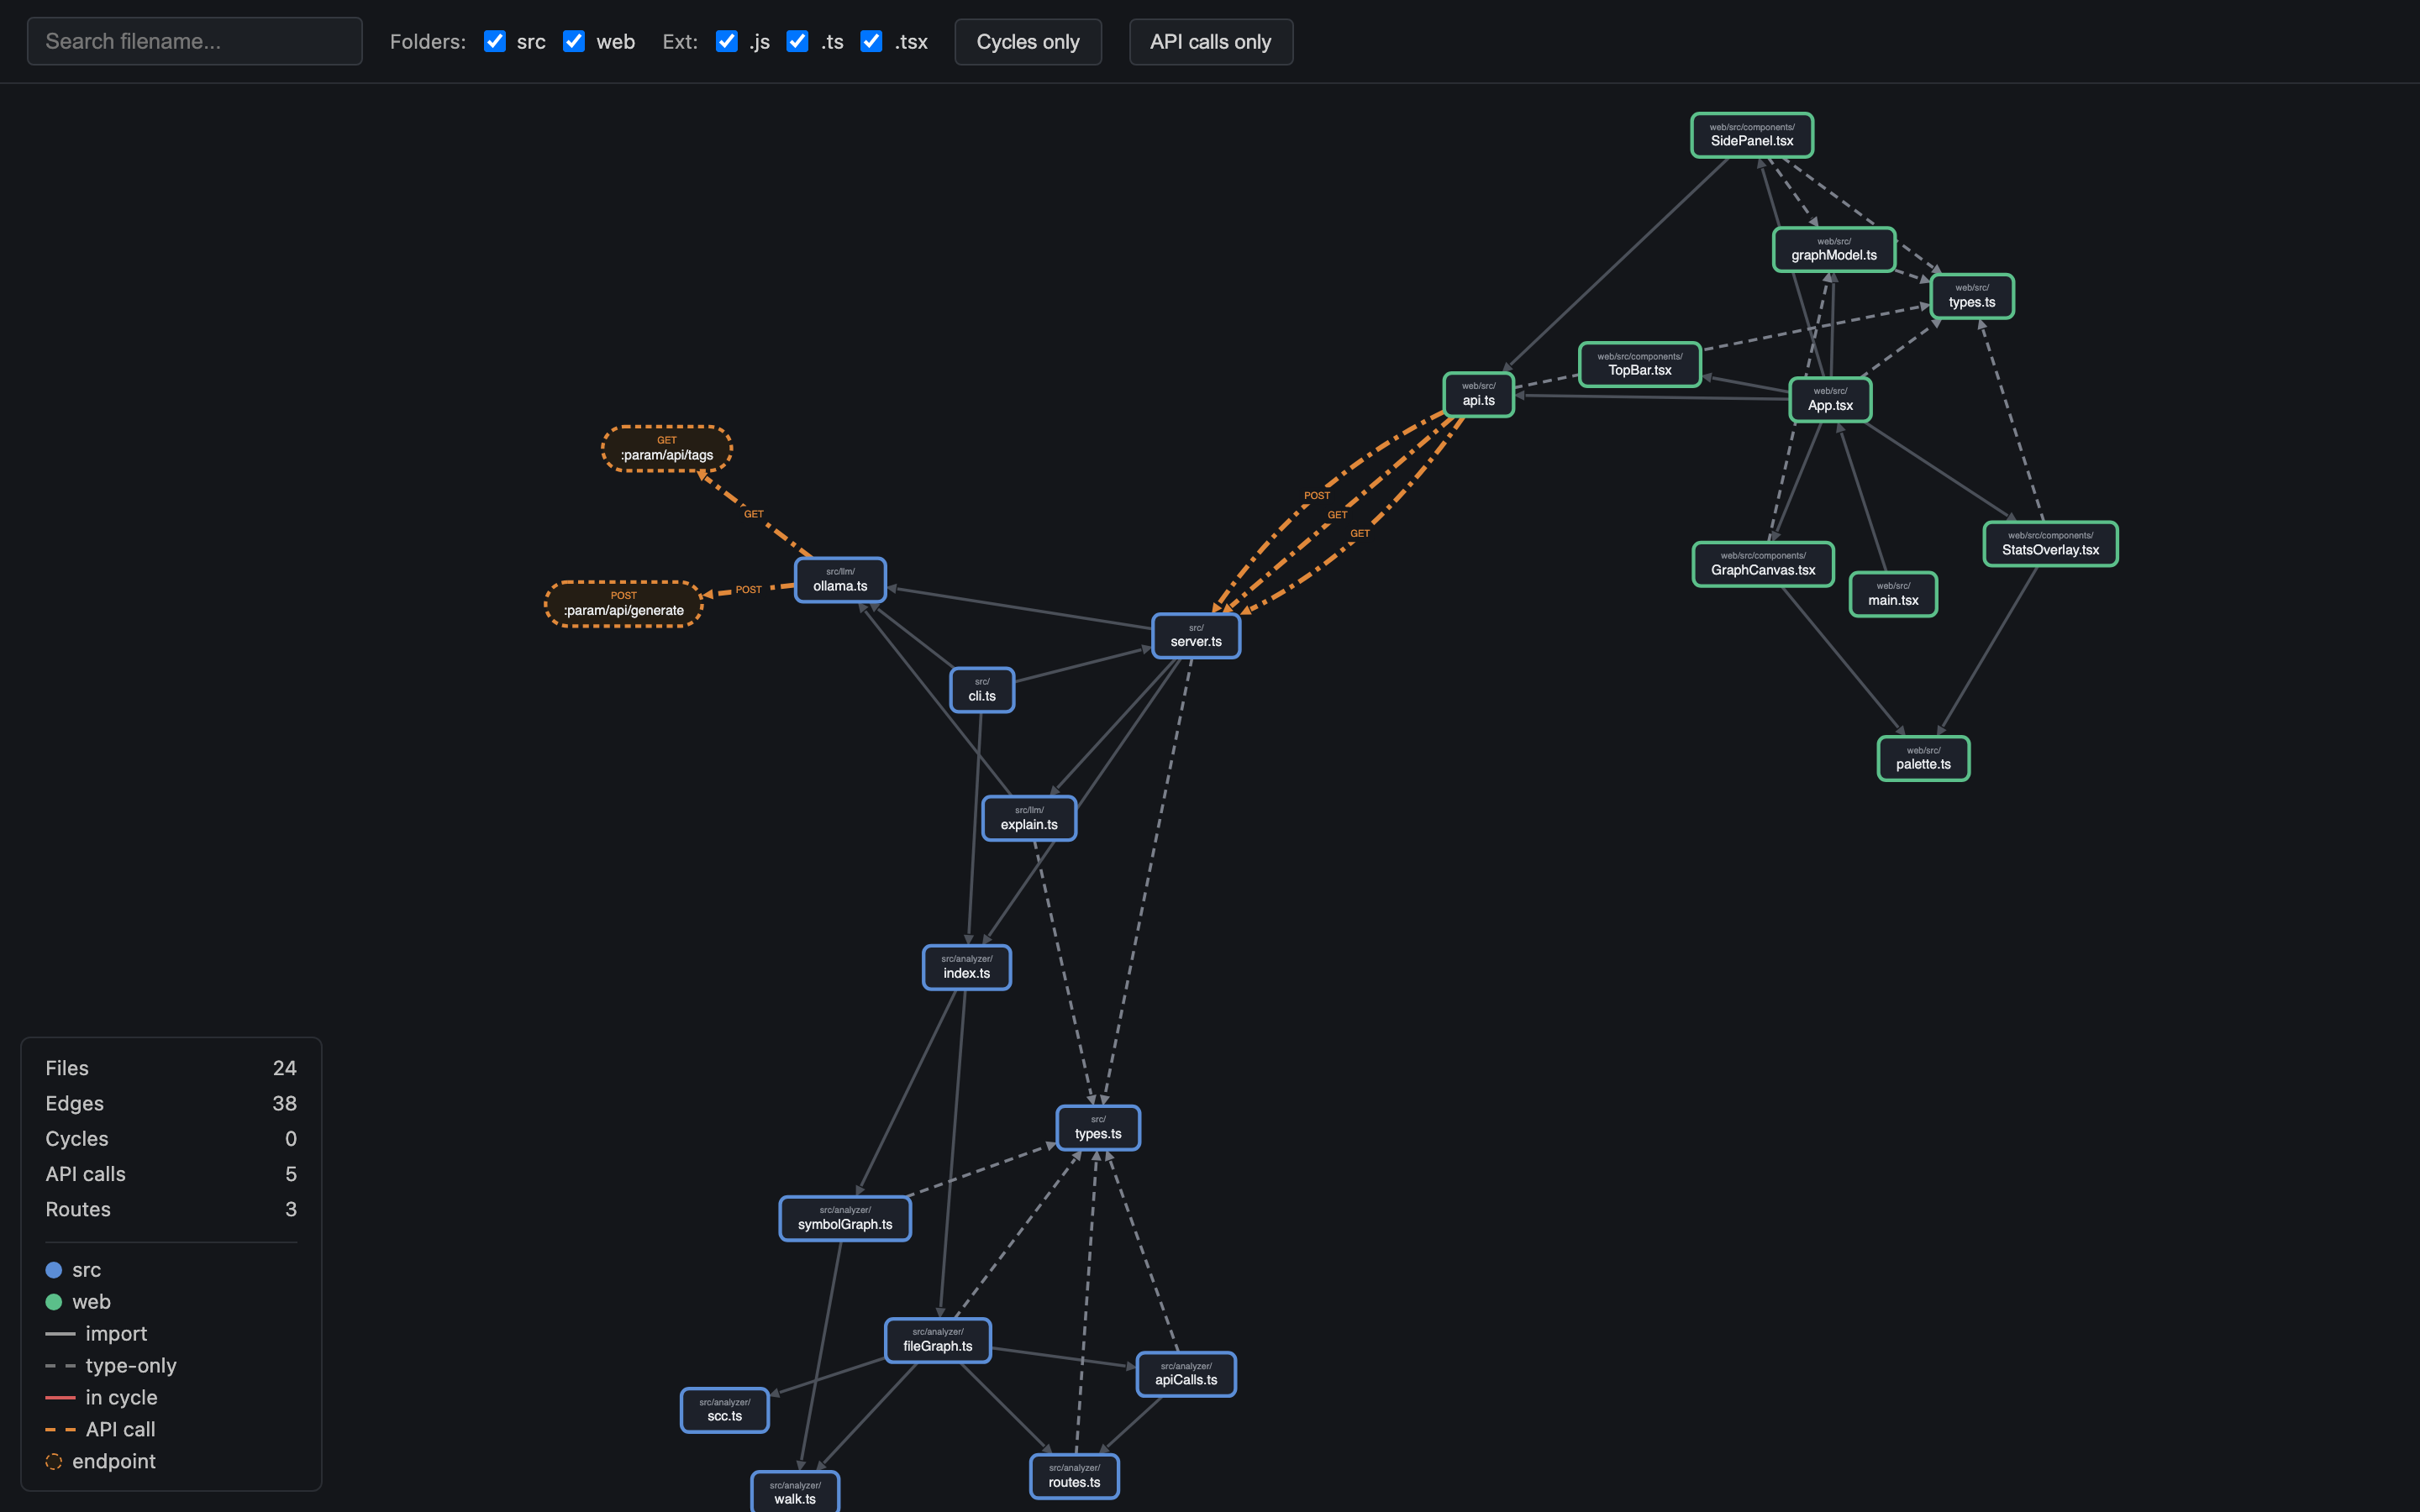 Search filename...
Folders: src web Ext: .js .ts .tsx Cycles only API calls only
web/src/components/
SidePanel.tsx
web/src/
graphModel.ts
web/src/
types.ts
web/src/components/
TopBar.tsx
web/src/
api.ts
web/src/
App.tsx
GET
:param/api/tags
POST
GET
GET
GET
web/src/components/
StatsOverlay.tsx
web/src/components/
GraphCanvas.tsx
web/src/
main.tsx
src/llm/
ollama.ts
POST
POST
:param/api/generate
src/
server.ts
src/
cli.ts
web/src/
palette.ts
src/llm/
explain.ts
src/analyzer/
index.ts
src/
types.ts
src/analyzer/
symbolGraph.ts
src/analyzer/
fileGraph.ts
src/analyzer/
apiCalls.ts
src/analyzer/
scc.ts
src/analyzer/
routes.ts
src/analyzer/
walk.ts
Files 24
Edges 38
Cycles 0
API calls 5
Routes 3
src
web
import
type-only
in cycle
API call
endpoint